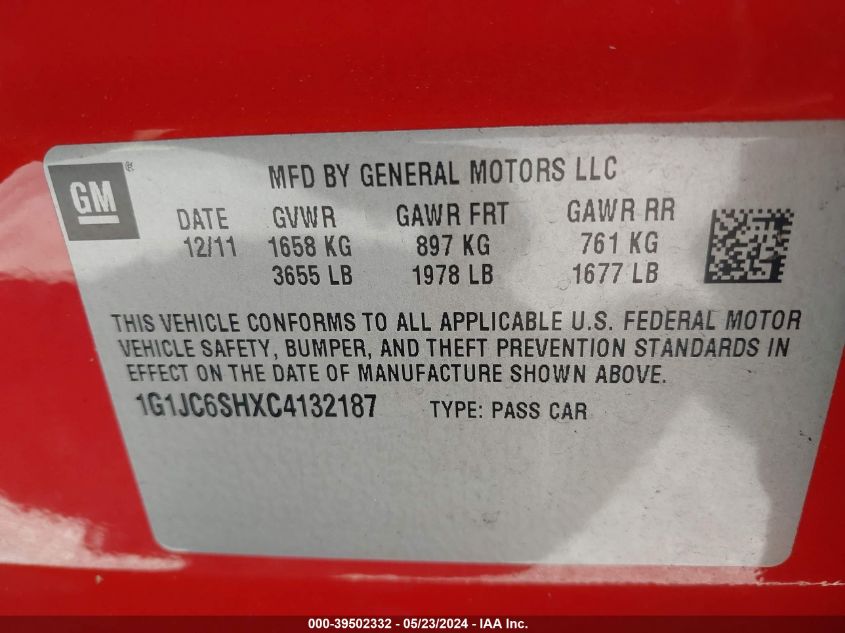 GM®
MFD BY GENERAL MOTORS LLC
DATE GVWR GAWR FRT GAWR RR
12/11 1658 KG 897 KG 761 KG
3655 LB 1978 LB 1677 LB
THIS VEHICLE CONFORMS TO ALL APPLICABLE U.S. FEDERAL MOTOR
VEHICLE SAFETY, BUMPER, AND THEFT PREVENTION STANDARDS IN
EFFECT ON THE DATE OF MANUFACTURE SHOWN ABOVE.
1G1JC6SHXC4132187 TYPE: PASS CAR
000-39502332 - 05/23/2024 - IAA Inc.